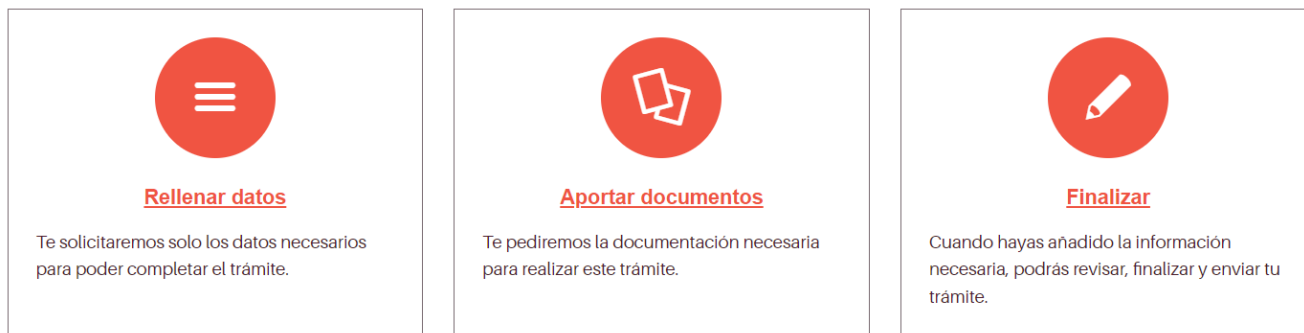 Rellenar datos
Te solicitaremos solo los datos necesarios
para poder completar el trámite.
Aportar documentos
Te pediremos la documentación necesaria
para realizar este trámite.
Finalizar
Cuando hayas añadido la información
necesaria, podrás revisar, finalizar y enviar tu
trámite.